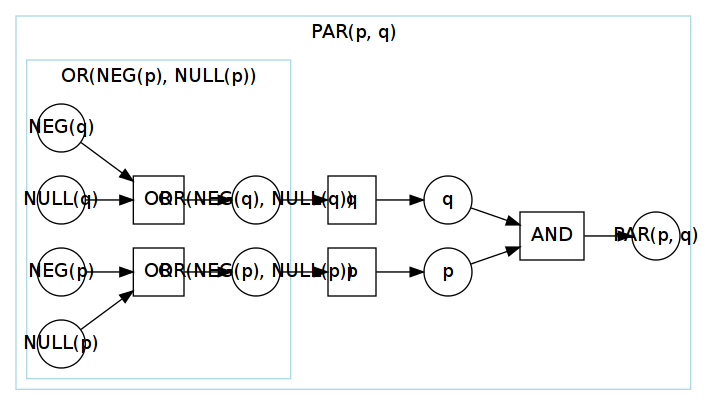 PAR(p, q)
OR(NEG(p), NULL(p))
NEG(q)
NULL(q)
OR
OR(NEG(q), NULL(q))
q
q
AND
PAR(p, q)
NEG(p)
OR
OR(NEG(p), NULL(p))
p
p
NULL(p)